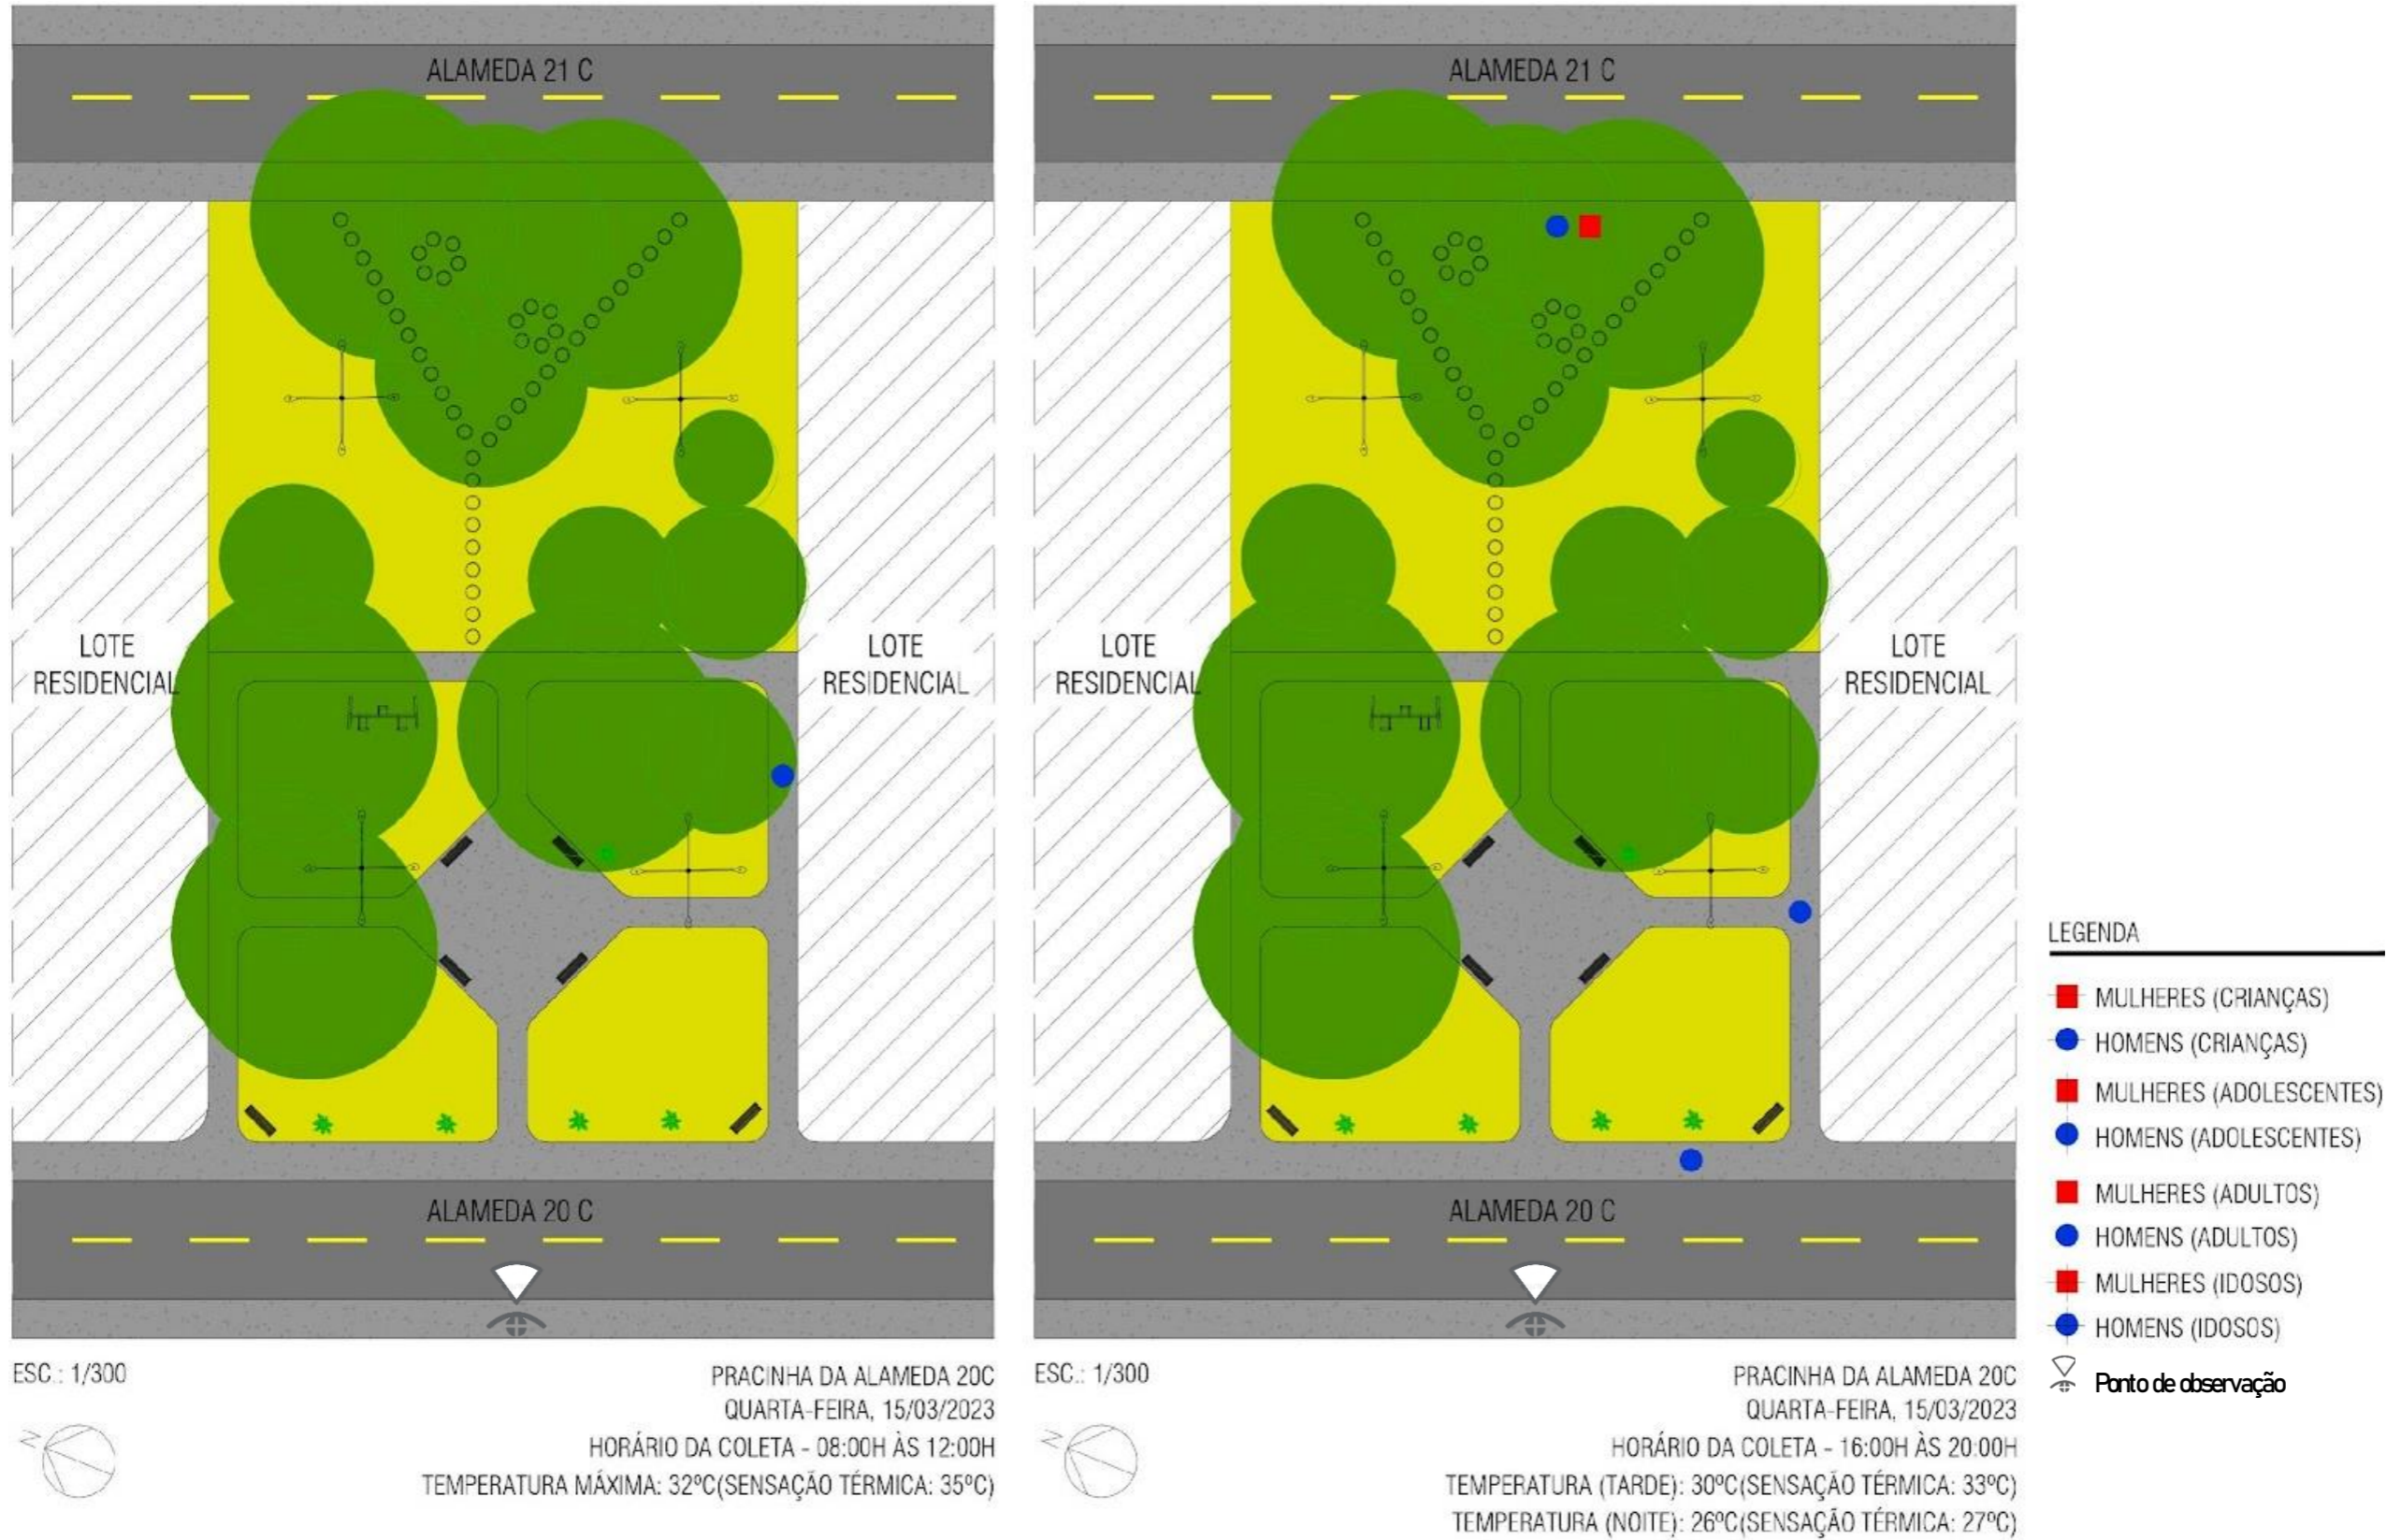 ALAMEDA 21 C
LOTE
RESIDENCIAL
LOTE
RESIDENCIAL
ALAMEDA 20 C
ESC.: 1/300
N
PRACINHA DA ALAMEDA 20C
QUARTA-FEIRA, 15/03/2023
HORÁRIO DA COLETA - 08:00H ÀS 12:00H
TEMPERATURA MÁXIMA: 32ºC(SENSAÇÃO TÉRMICA: 35ºC)
ALAMEDA 21 C
LOTE
RESIDENCIAL
LOTE
RESIDENCIAL
ALAMEDA 20 C
ESC.: 1/300
N
PRACINHA DA ALAMEDA 20C
QUARTA-FEIRA, 15/03/2023
HORÁRIO DA COLETA - 16:00H ÀS 20:00H
TEMPERATURA (TARDE): 30ºC(SENSAÇÃO TÉRMICA: 33ºC)
TEMPERATURA (NOITE): 26ºC(SENSAÇÃO TÉRMICA: 27ºC)
LEGENDA
MULHERES (CRIANÇAS)
HOMENS (CRIANÇAS)
MULHERES (ADOLESCENTES)
HOMENS (ADOLESCENTES)
MULHERES (ADULTOS)
HOMENS (ADULTOS)
MULHERES (IDOSOS)
HOMENS (IDOSOS)
Ponto de observação